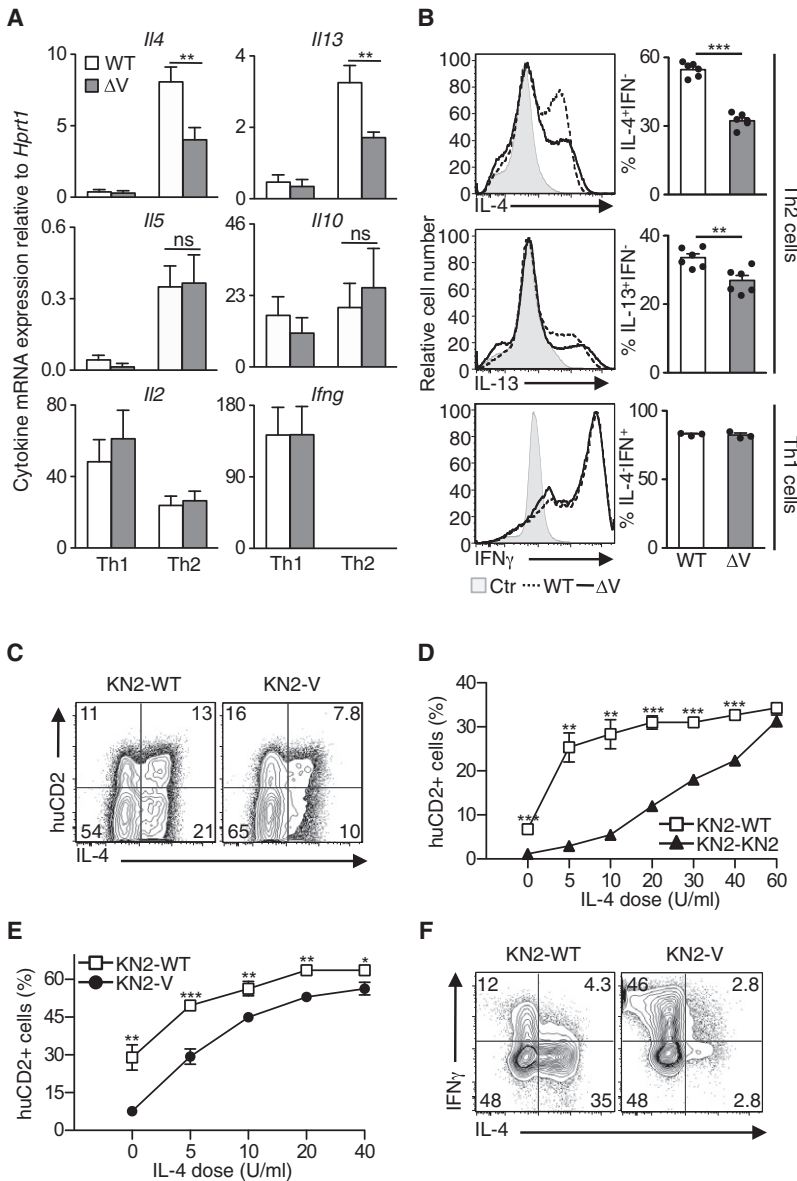 A
B
Cytokine mRNA expression relative to Hprt1
Il4
Il13
WT
ΔV
**
**
10
5
0
4
2
0
Il5
Il10
ns
ns
0.6
0.3
0.0
46
23
0
Il2
Ifng
80
40
0
180
90
0
Th1 Th2
Th1 Th2
Relative cell number
100
80
60
40
20
0
IL-4
% IL-4+IFN-
60
30
0
***
100
80
60
40
20
0
IL-13
% IL-13+IFN-
40
20
0
**
Th2 cells
100
80
60
40
20
0
IFNγ
% IL-4-IFN+
100
50
0
WT ΔV
Th1 cells
Ctr WT ΔV
C
KN2-WT KN2-V
11 13
54 21
16 7.8
65 10
huCD2
IL-4
D
huCD2+ cells (%)
40
30
20
10
0
*** ** ** *** *** ***
KN2-WT
KN2-KN2
0 5 10 20 30 40 60
IL-4 dose (U/ml)
E
huCD2+ cells (%)
KN2-WT
KN2-V
60
45
30
15
0
** *** ** ** *
0 5 10 20 40
IL-4 dose (U/ml)
F
KN2-WT KN2-V
12 4.3
48 35
46 2.8
48 2.8
IFNγ
IL-4